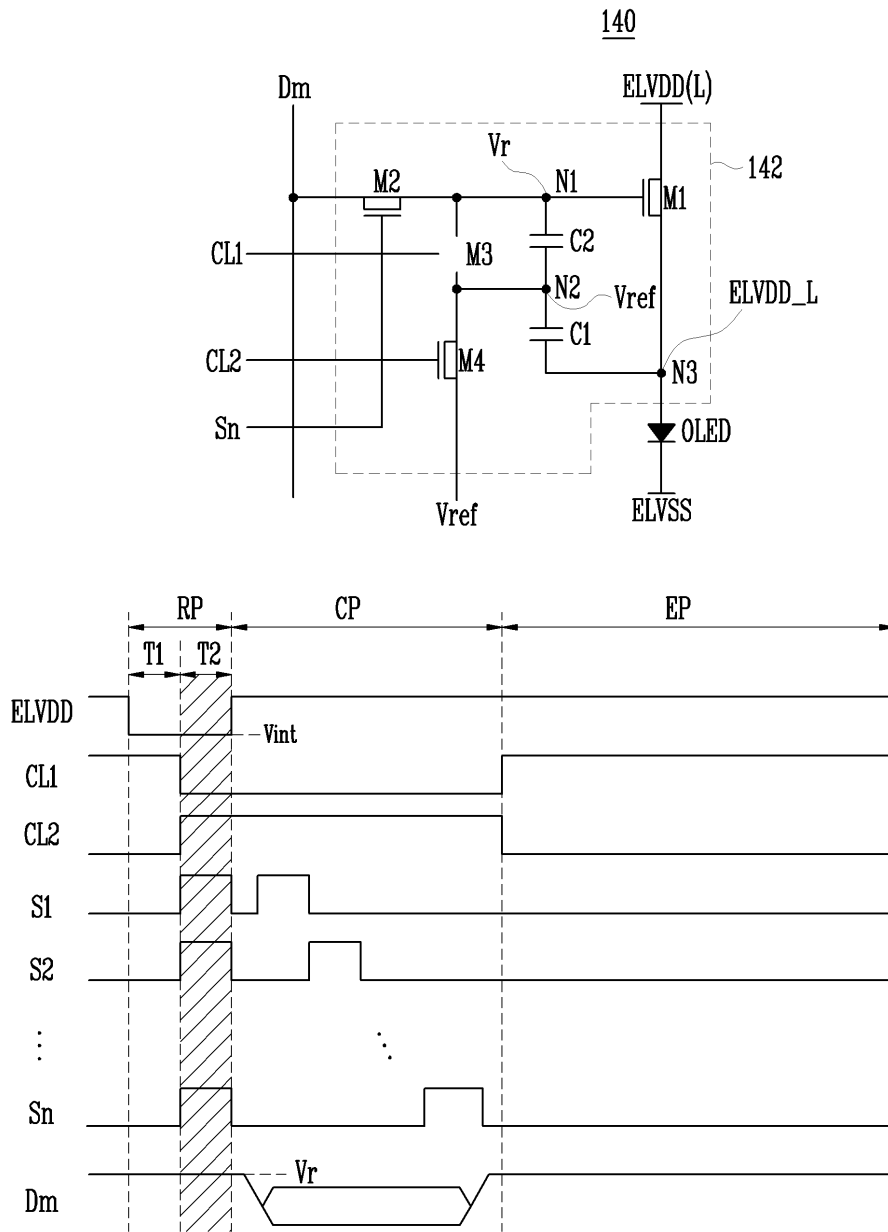 140
Dm
ELVDD(L)
Vr
N1
142
M2
M1
CL1
M3
C2
N2
Vref
ELVDD_L
C1
CL2
M4
N3
Sn
OLED
Vref
ELVSS
RP
CP
EP
T1
T2
ELVDD
Vint
CL1
CL2
S1
S2
Sn
Vr
Dm